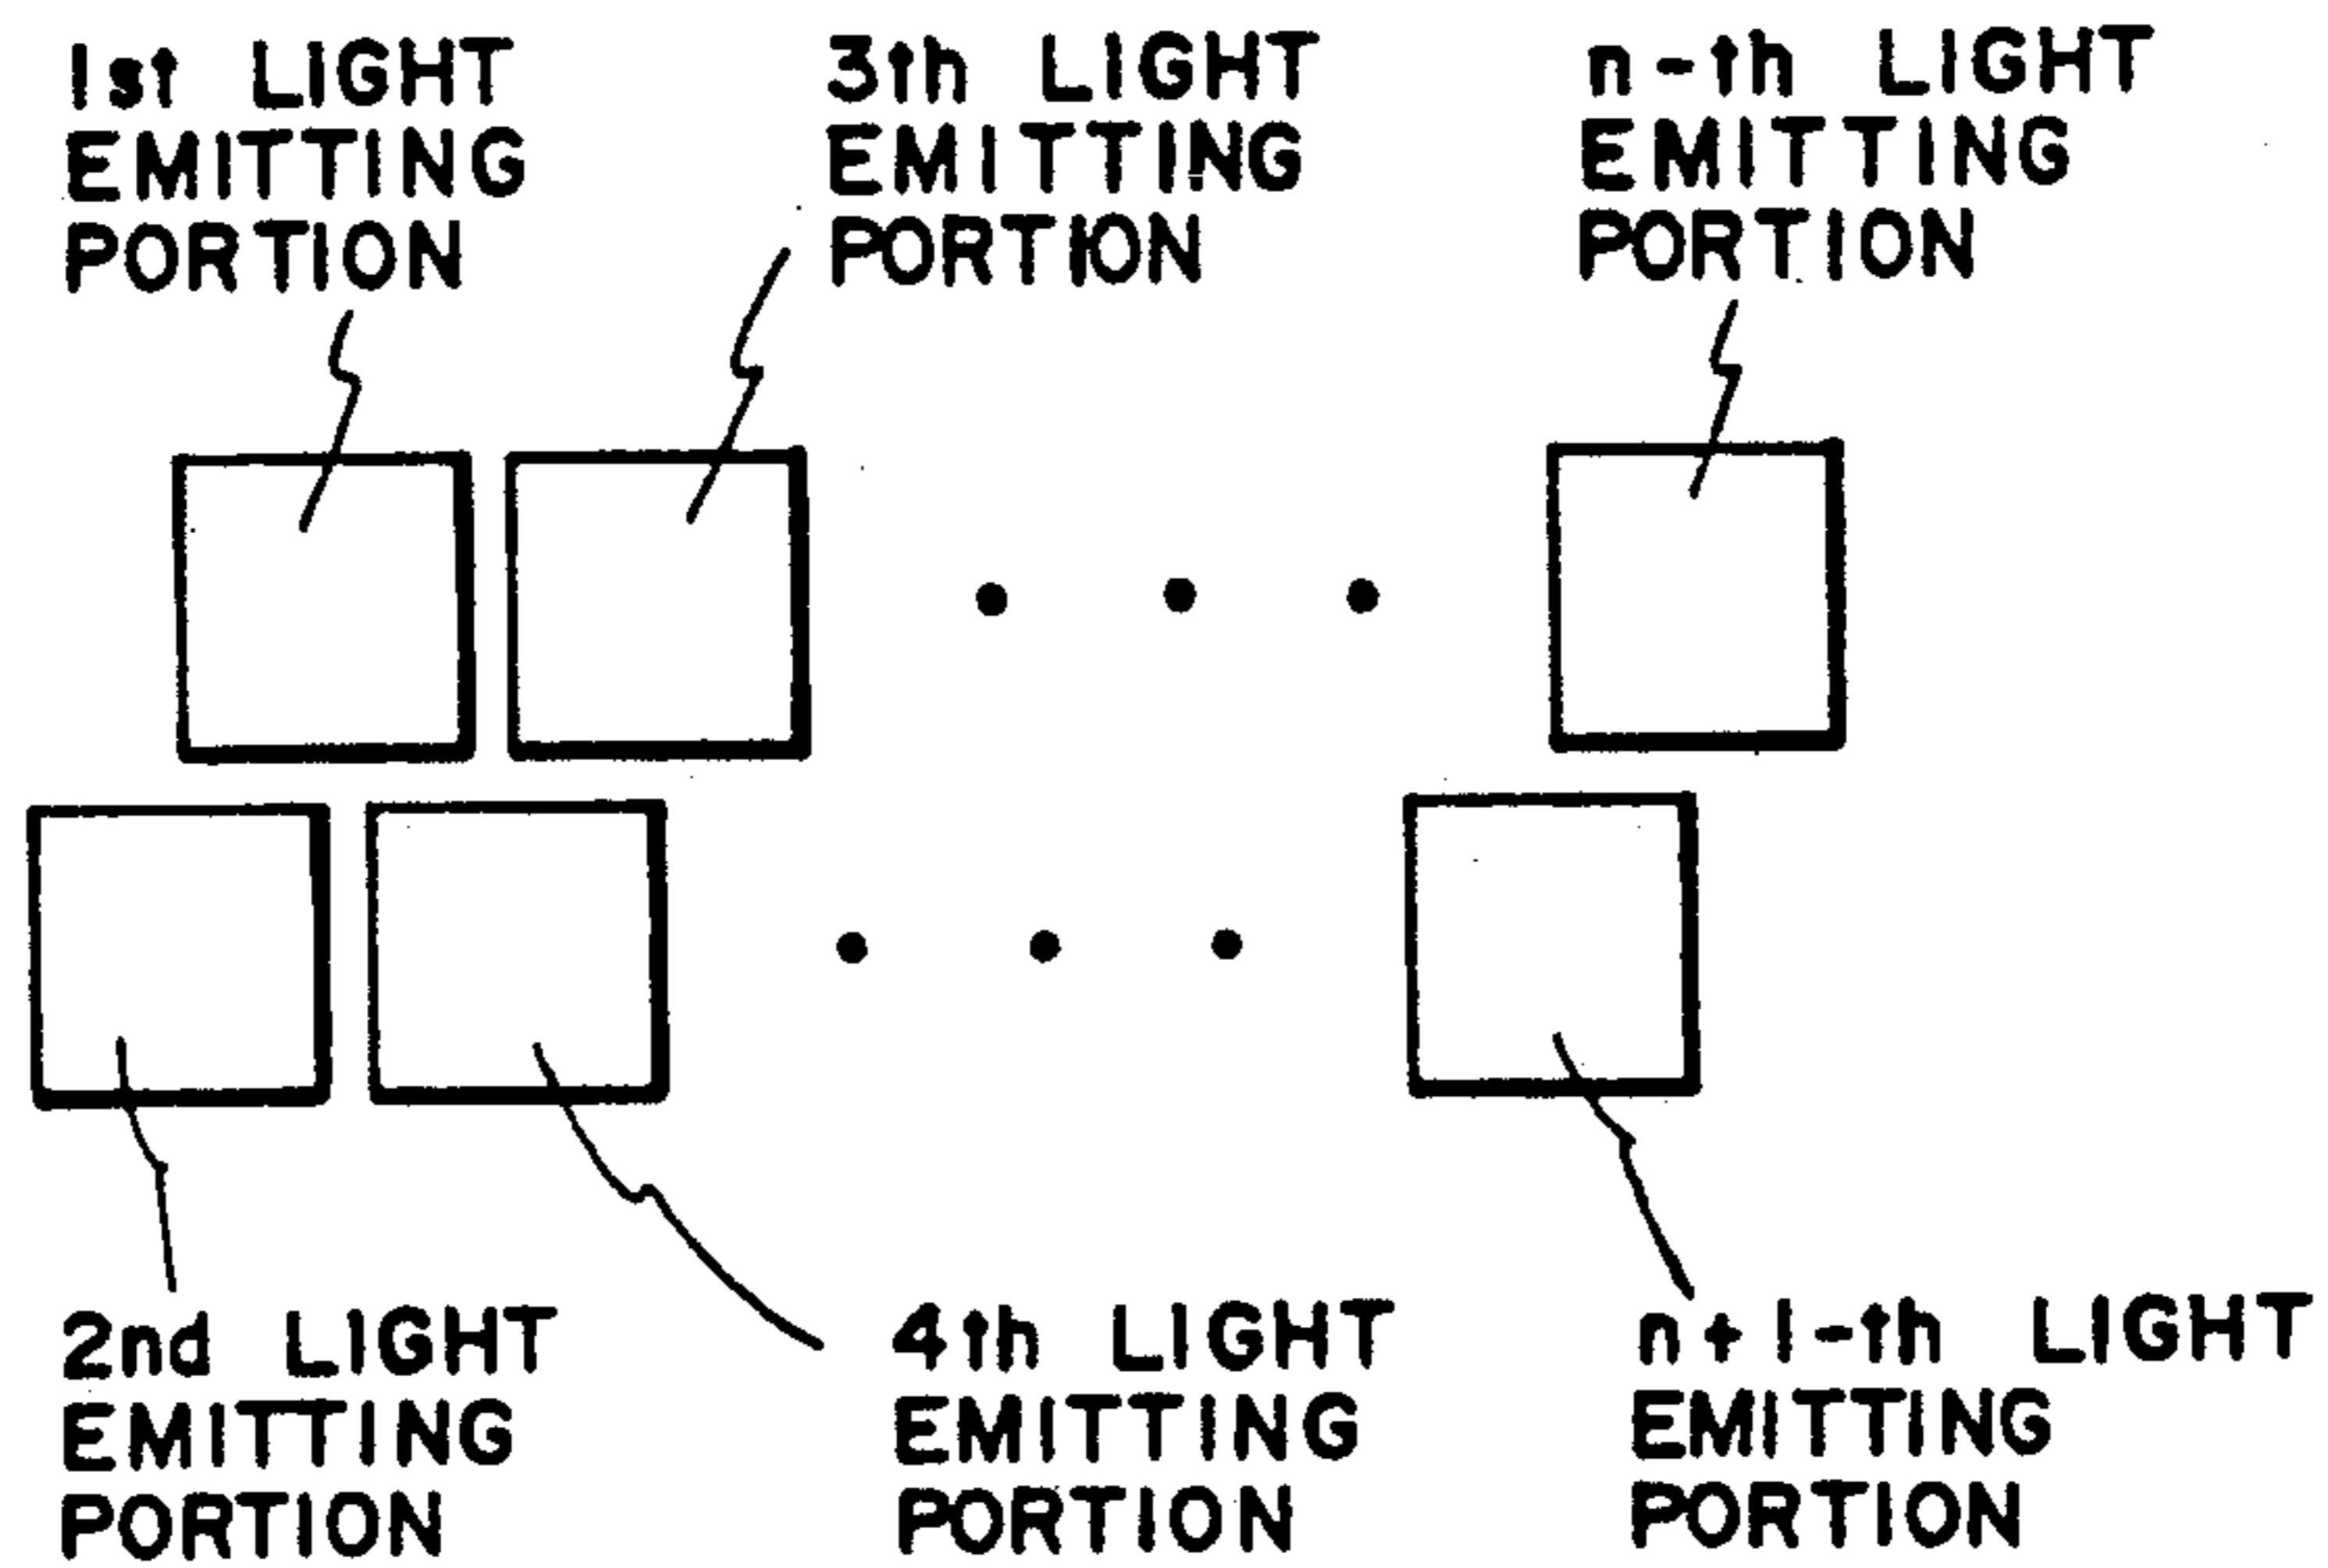 1st LIGHT
EMITTING
PORTION
3th LIGHT
EMITTING
PORTION
n-th LIGHT
EMITTING
PORTION
2nd LIGHT
EMITTING
PORTION
4th LIGHT
EMITTING
PORTION
n+1-th LIGHT
EMITTING
PORTION